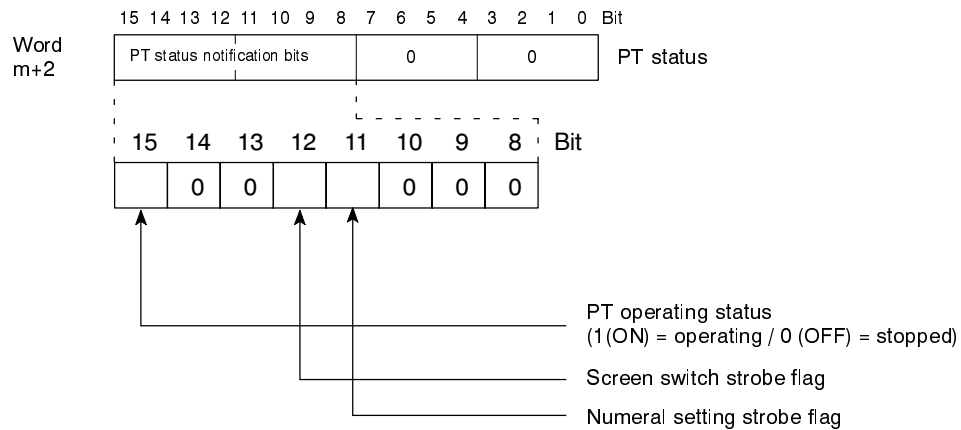 15 14 13 12 11 10 9 8 7 6 5 4 3 2 1 0 Bit
Word
m+2
PT status notification bits 0 0 PT status
15 14 13 12 11 10 9 8 Bit
0 0 0 0 0
PT operating status
(1(ON) = operating / 0 (OFF) = stopped)
Screen switch strobe flag
Numeral setting strobe flag